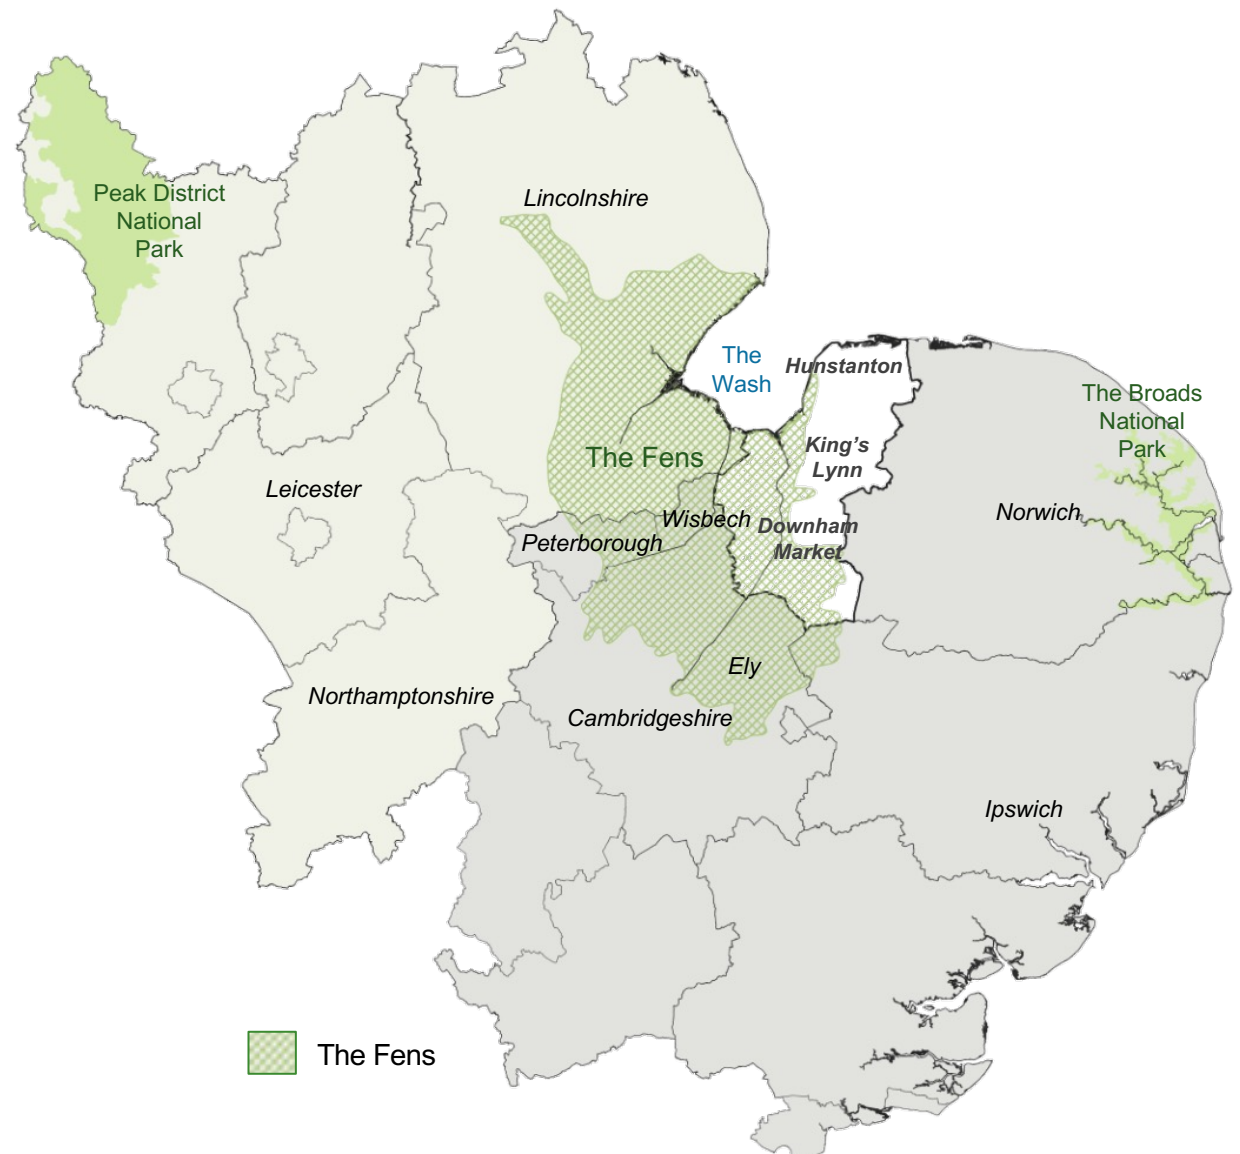 Peak District
National
Park
Lincolnshire
The
Wash
Hunstanton
The Broads
National
Park
King's
Lynn
The Fens
Leicester
Wisbech
Norwich
Downham
Market
Peterborough
Ely
Northamptonshire
Cambridgeshire
Ipswich
The Fens